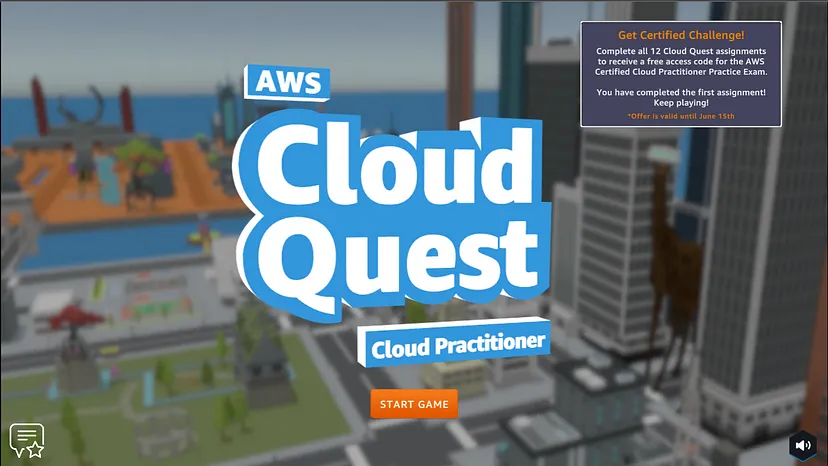 AWS
Cloud
Quest
Cloud Practitioner
START GAME
Get Certified Challenge!
Complete all 12 Cloud Quest assignments
to receive a free access code for the AWS
Certified Cloud Practitioner Practice Exam.
You have completed the first assignment!
Keep playing!
*Offer is valid until June 15th